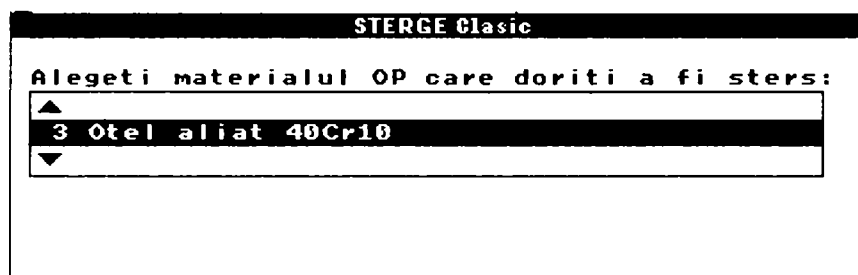 STERGE Clasic
Alegeti materialul OP care doriti a fi sters:
3 Otel aliat 40Cr10